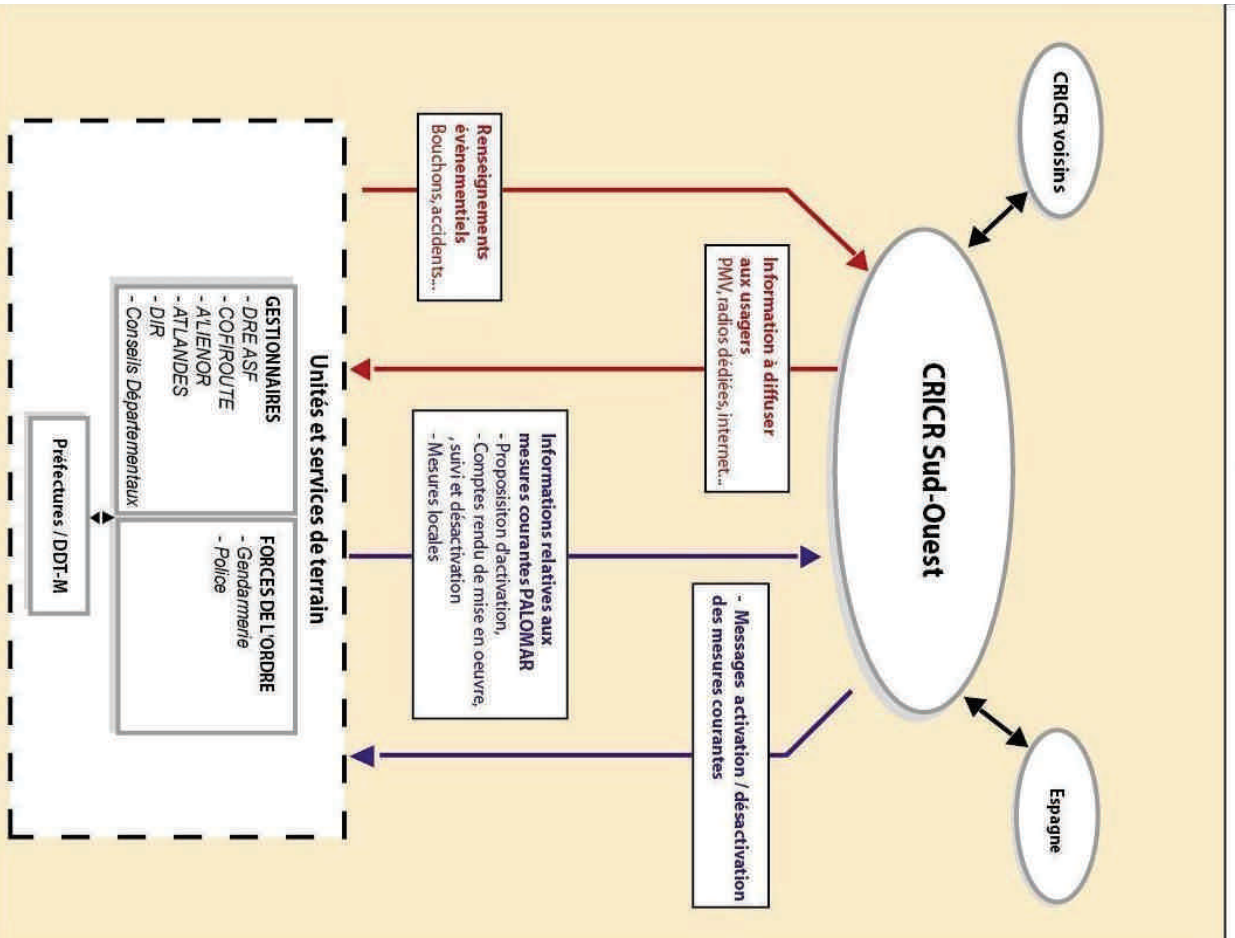 CRICR voisins
Espagne
CRICR Sud-Ouest
Renseignements
évènementiels
Bouchons, accidents...
Information à diffuser
aux usagers
PMV, radios dédiées, internet...
Informations relatives aux
mesures courantes PALOMAR
- Proposisiton d'activation,
- Comptes rendu de mise en oeuvre,
, suivi et désactivation
- Mesures locales
- Messages activation / désactivation
des mesures courantes
Unités et services de terrain
GESTIONNAIRES
- DRE ASF
- COFIROUTE
- A'LIENOR
- ATLANDES
- DIR
- Conseils Départementaux
FORCES DE L'ORDRE
- Gendarmerie
- Police
Préfectures / DDT-M